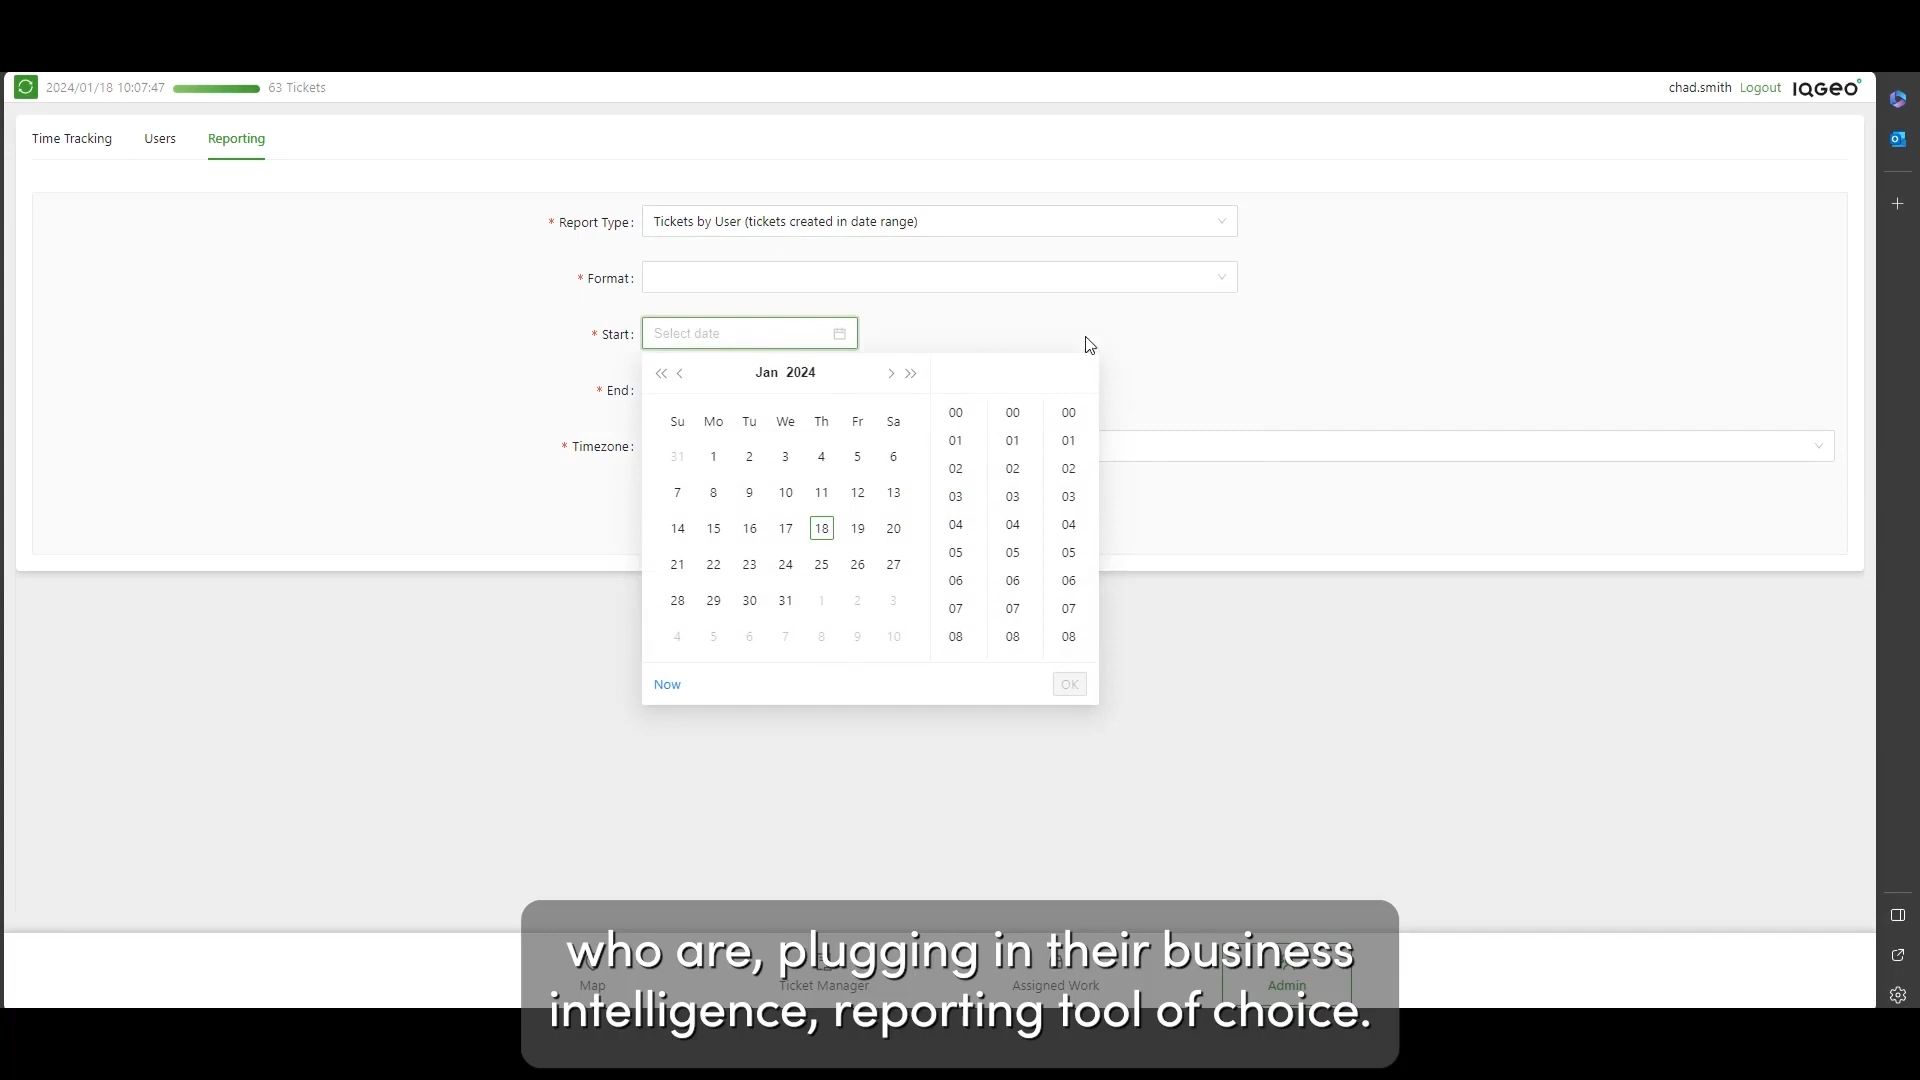 2024/01/18 10:07:47 63 Tickets chad.smith Logout IQGEO
Time Tracking Users Reporting
* Report Type: Tickets by User (tickets created in date range)
* Format:
* Start: Select date
* End:
* Timezone:
Jan 2024
Su Mo Tu We Th Fr Sa
31 1 2 3 4 5 6
7 8 9 10 11 12 13
14 15 16 17 18 19 20
21 22 23 24 25 26 27
28 29 30 31 1 2 3
4 5 6 7 8 9 10
00 00 00
01 01 01
02 02 02
03 03 03
04 04 04
05 05 05
06 06 06
07 07 07
08 08 08
Now OK
Map Ticket Manager Assigned Work Admin
who are, plugging in their business
intelligence, reporting tool of choice.